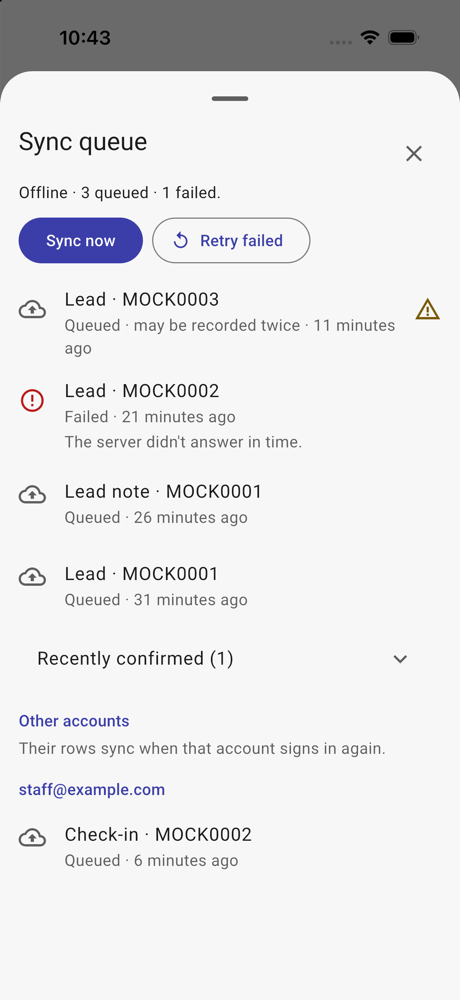 10:43
Sync queue
Offline · 3 queued · 1 failed.
Sync now
Retry failed
Lead · MOCK0003
Queued · may be recorded twice · 11 minutes
ago
Lead · MOCK0002
Failed · 21 minutes ago
The server didn't answer in time.
Lead note · MOCK0001
Queued · 26 minutes ago
Lead · MOCK0001
Queued · 31 minutes ago
Recently confirmed (1)
Other accounts
Their rows sync when that account signs in again.
staff@example.com
Check-in · MOCK0002
Queued · 6 minutes ago